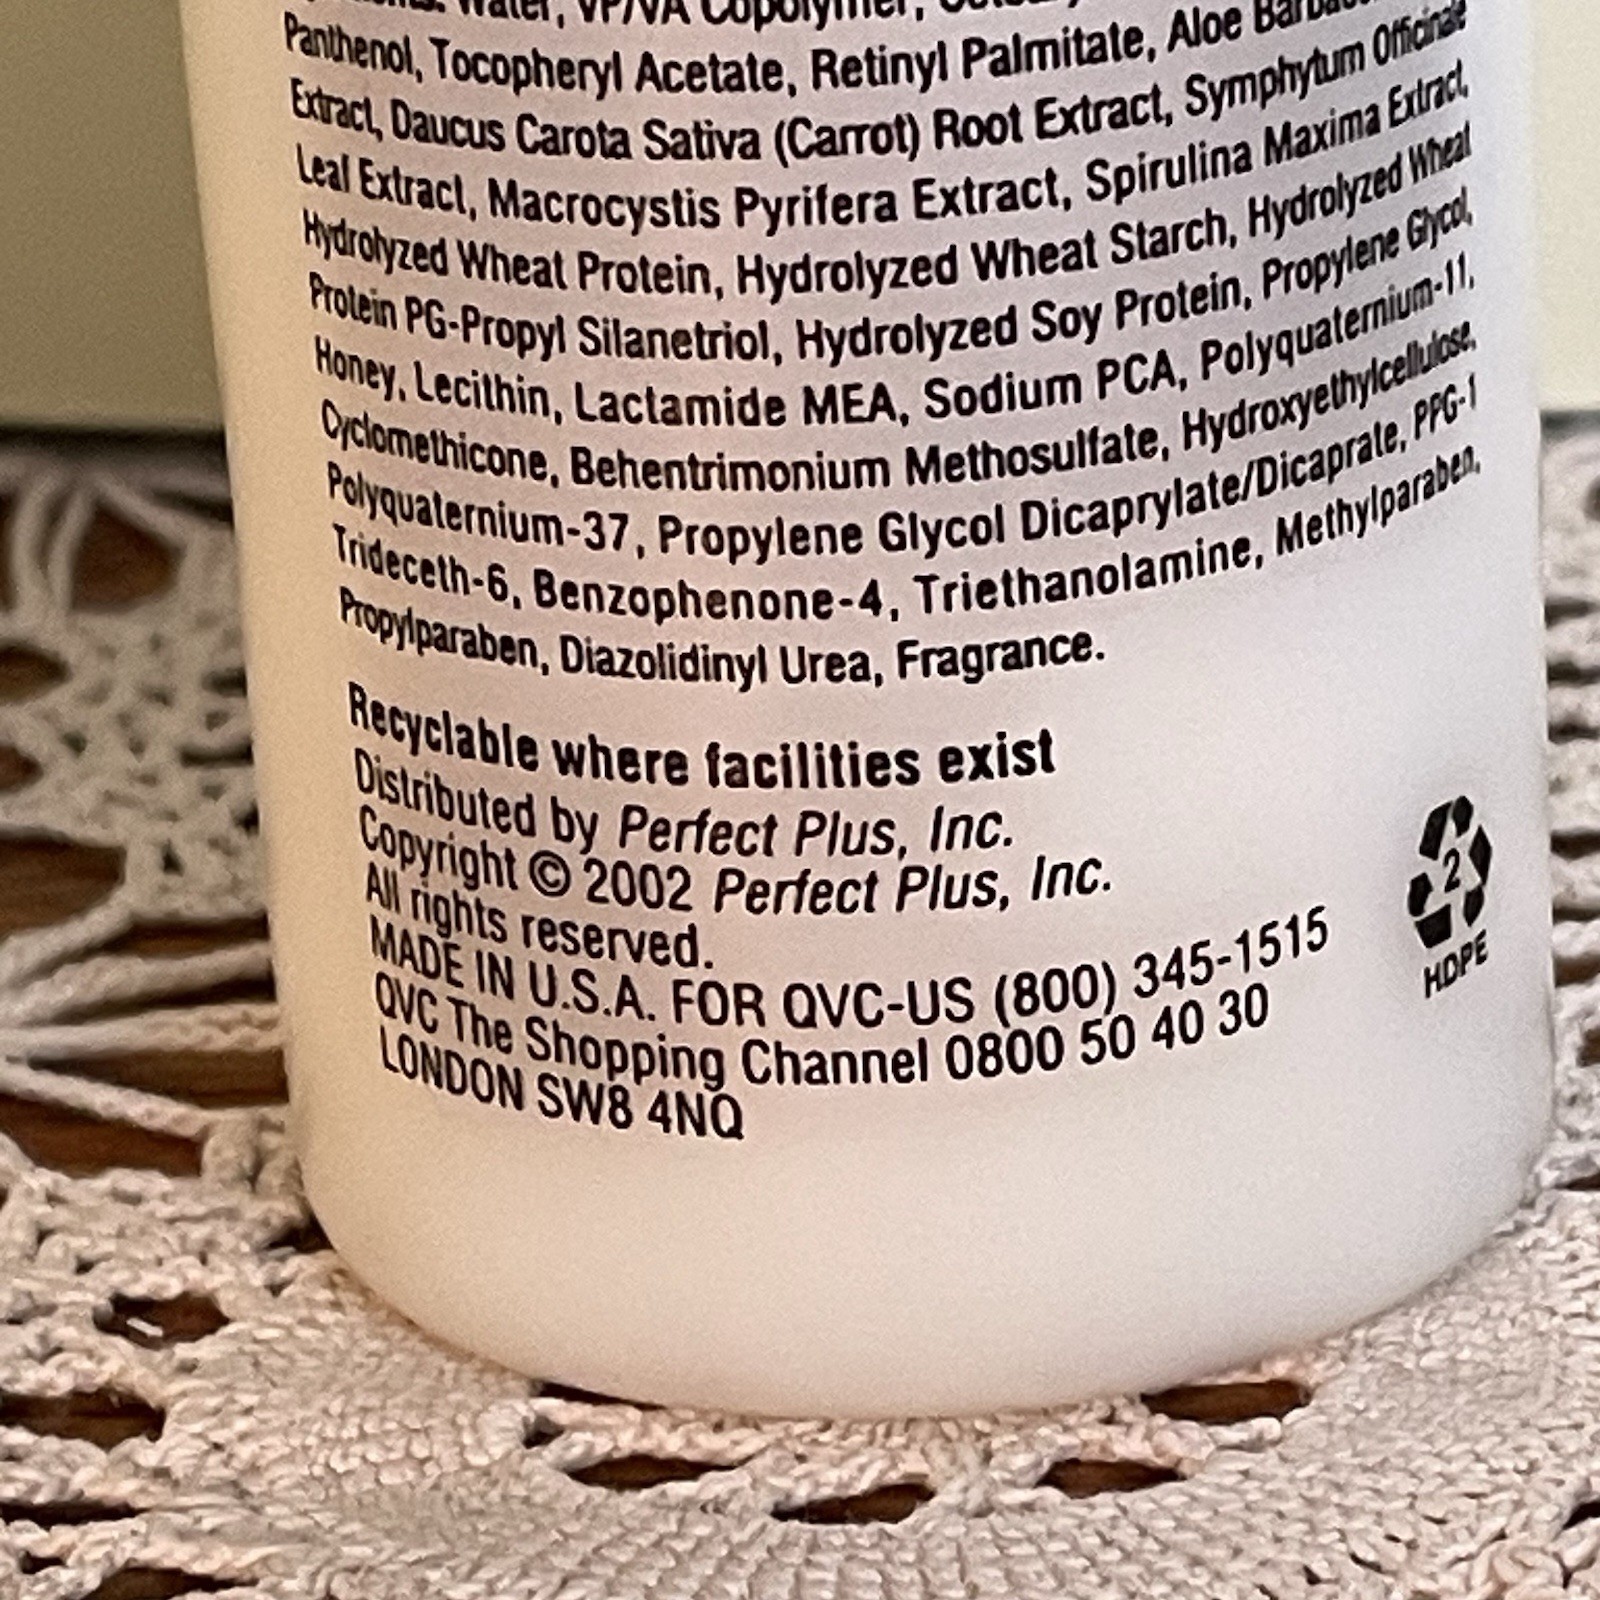 Water, VP/VA Copolymer,
Panthenol, Tocopheryl Acetate, Retinyl Palmitate, Aloe
Extract, Daucus Carota Sativa (Carrot) Root Extract, Symphytum Officinale
Leaf Extract, Macrocystis Pyrifera Extract, Spirulina Maxima Extract,
Hydrolyzed Wheat Protein, Hydrolyzed Wheat Starch, Hydrolyzed Wheat
Protein PG-Propyl Silanetriol, Hydrolyzed Soy Protein, Propylene Glycol,
Honey, Lecithin, Lactamide MEA, Sodium PCA, Polyquaternium-11,
Cyclomethicone, Behentrimonium Methosulfate, Hydroxyethylcellulose,
Polyquaternium-37, Propylene Glycol Dicaprylate/Dicaprate, PPG-1
Trideceth-6, Benzophenone-4, Triethanolamine, Methylparaben,
Propylparaben, Diazolidinyl Urea, Fragrance.
Recyclable where facilities exist
Distributed by Perfect Plus, Inc.
Copyright © 2002 Perfect Plus, Inc.
All rights reserved.
MADE IN U.S.A. FOR QVC-US (800) 345-1515
QVC The Shopping Channel 0800 50 40 30
LONDON SW8 4NQ
2
HDPE